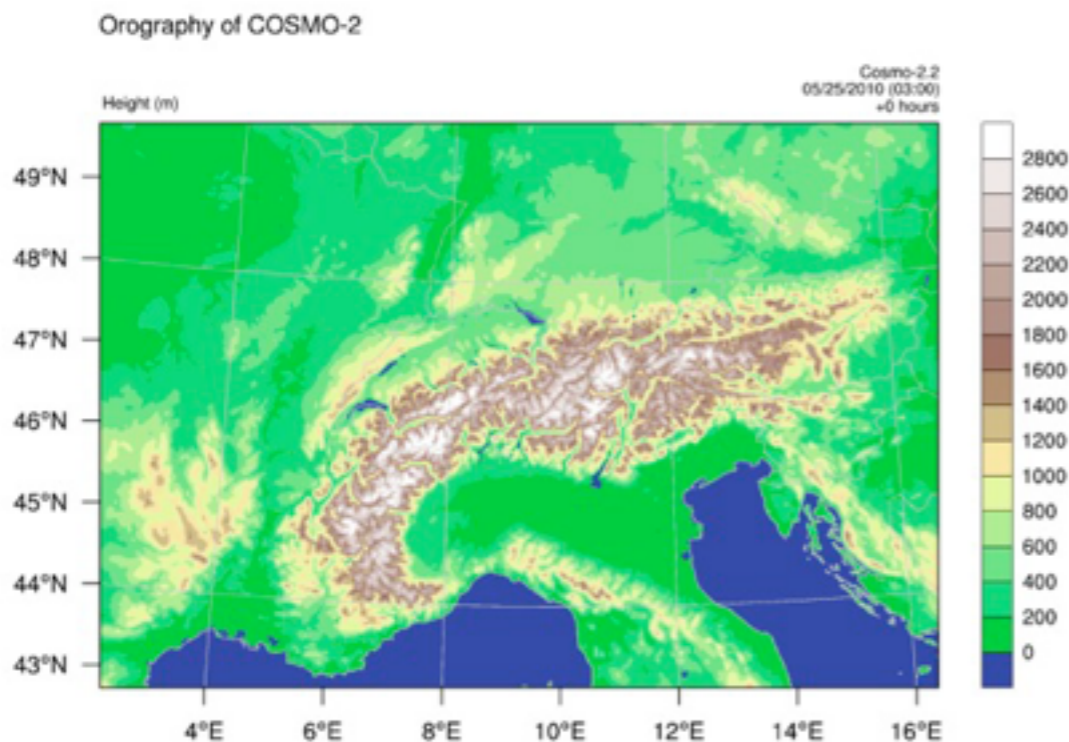 Orography of COSMO-2
Cosmo-2.2
05/25/2010 (03:00)
+0 hours
Height (m)
49°N
48°N
47°N
46°N
45°N
44°N
43°N
4°E
6°E
8°E
10°E
12°E
14°E
16°E
2800
2600
2400
2200
2000
1800
1600
1400
1200
1000
800
600
400
200
0